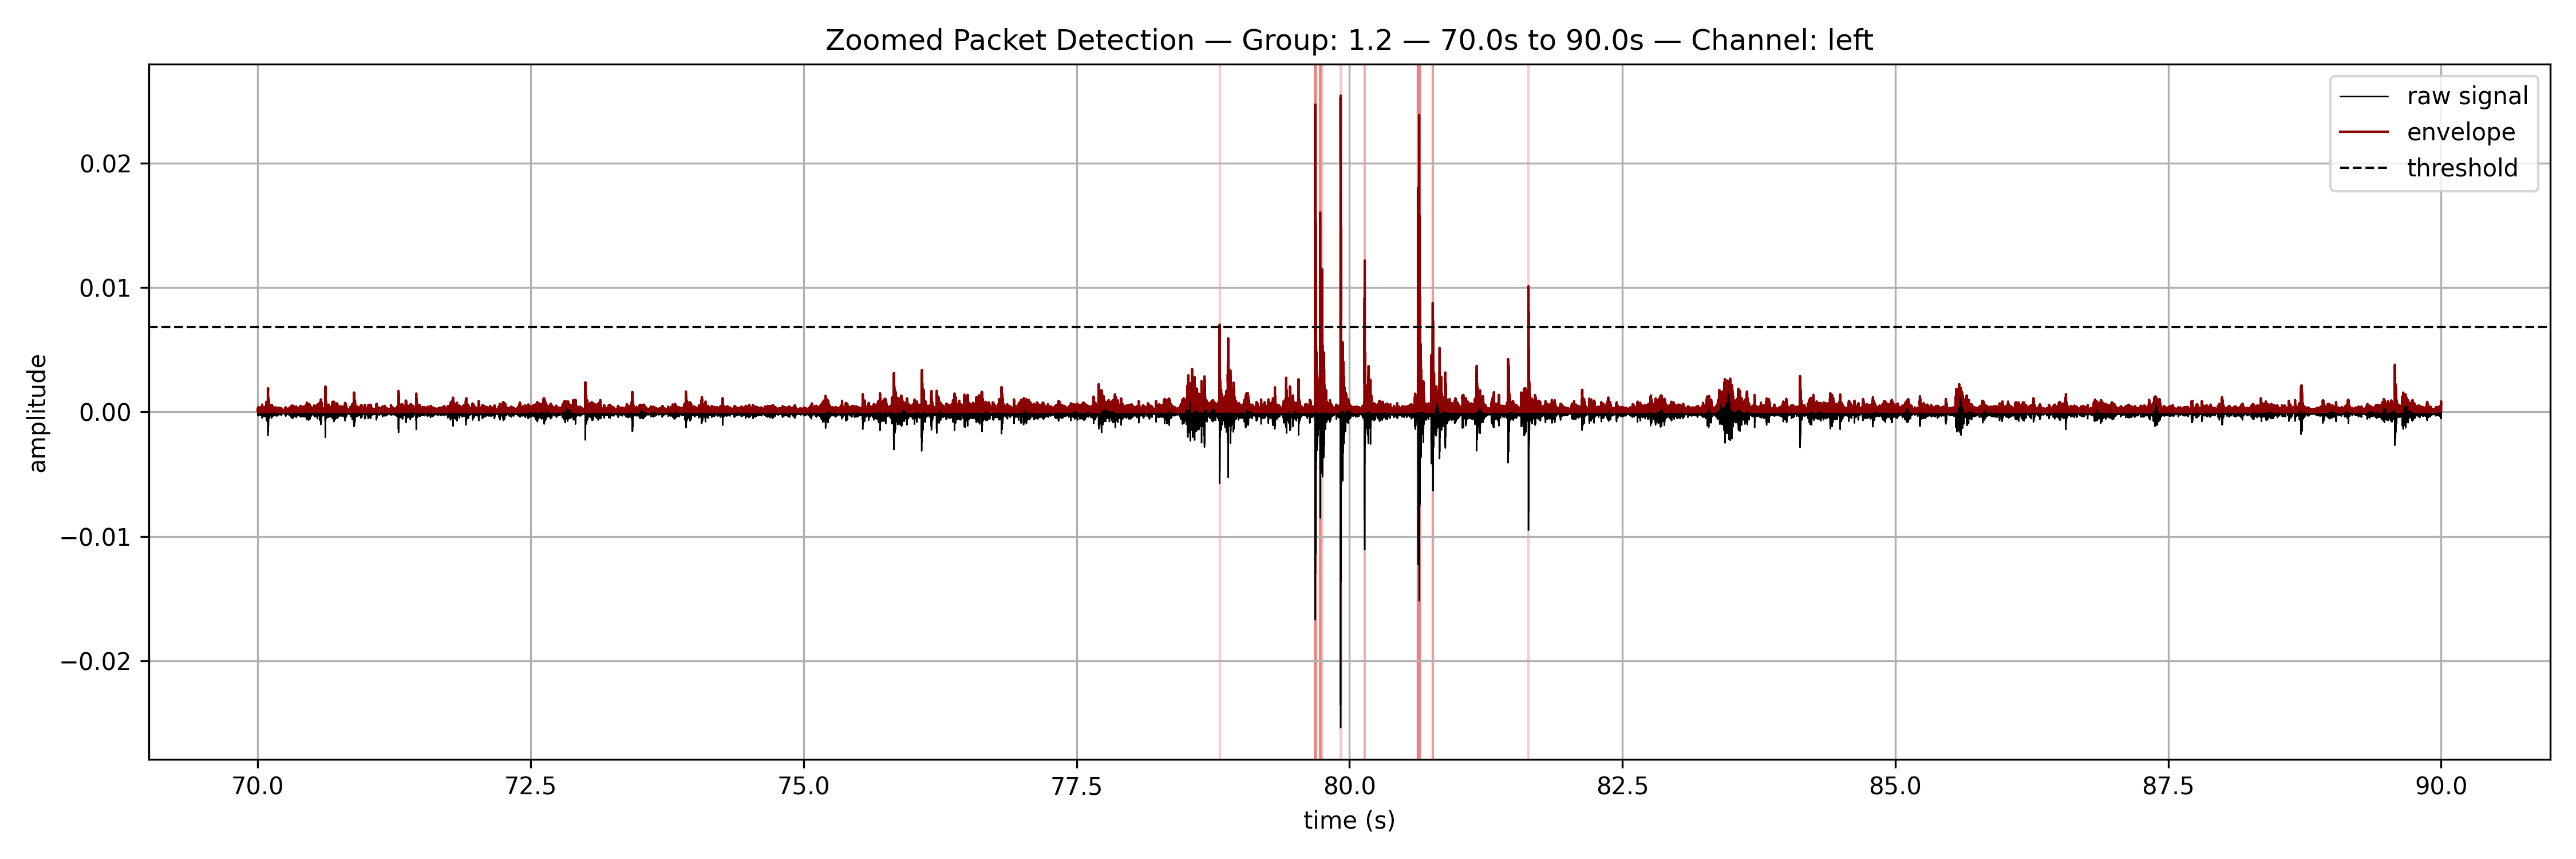 Zoomed Packet Detection — Group: 1.2 — 70.0s to 90.0s — Channel: left
raw signal
envelope
threshold
amplitude
0.02
0.01
0.00
−0.01
−0.02
70.0 72.5 75.0 77.5 80.0 82.5 85.0 87.5 90.0
time (s)